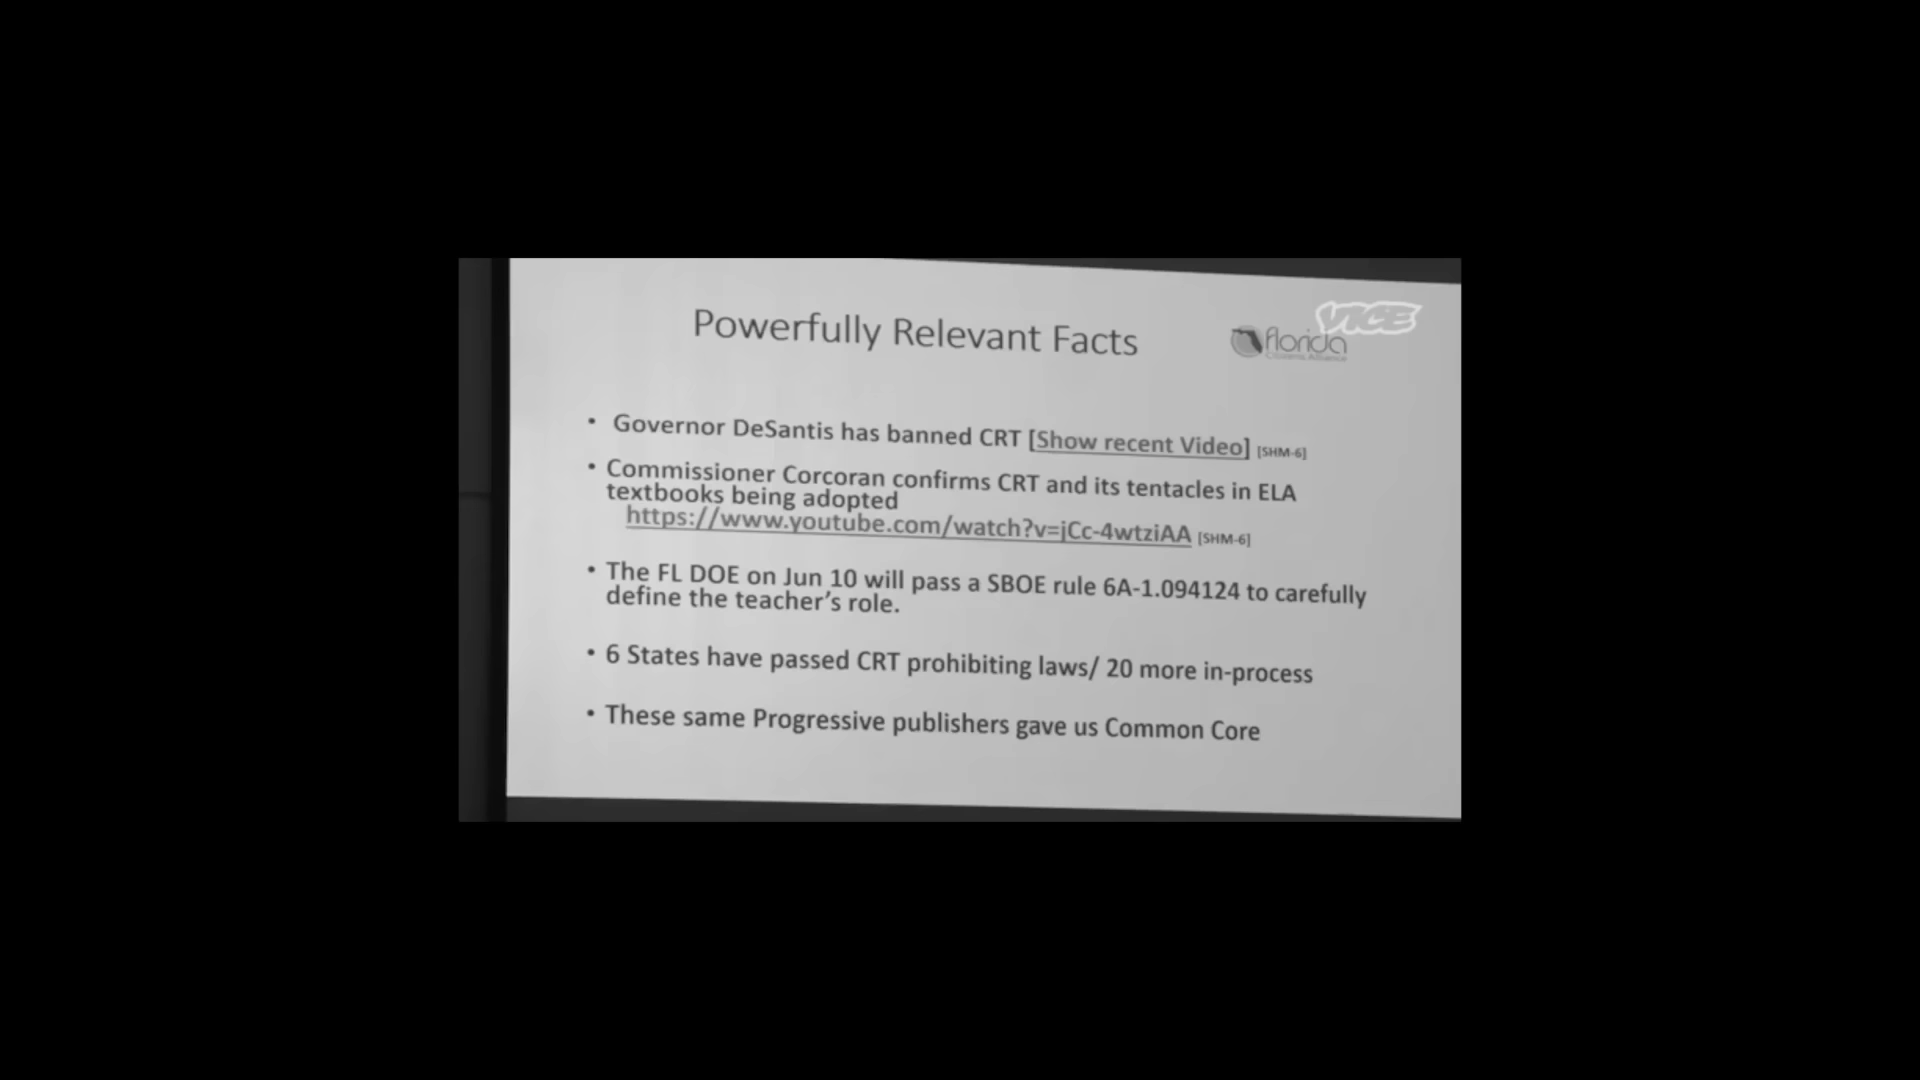 Powerfully Relevant Facts
VICE
florida
Citizens Alliance
• Governor DeSantis has banned CRT [Show recent Video] [SHM-6]
• Commissioner Corcoran confirms CRT and its tentacles in ELA
textbooks being adopted
https://www.youtube.com/watch?v=jCc-4wtziAA [SHM-6]
• The FL DOE on Jun 10 will pass a SBOE rule 6A-1.094124 to carefully
define the teacher's role.
• 6 States have passed CRT prohibiting laws/ 20 more in-process
• These same Progressive publishers gave us Common Core